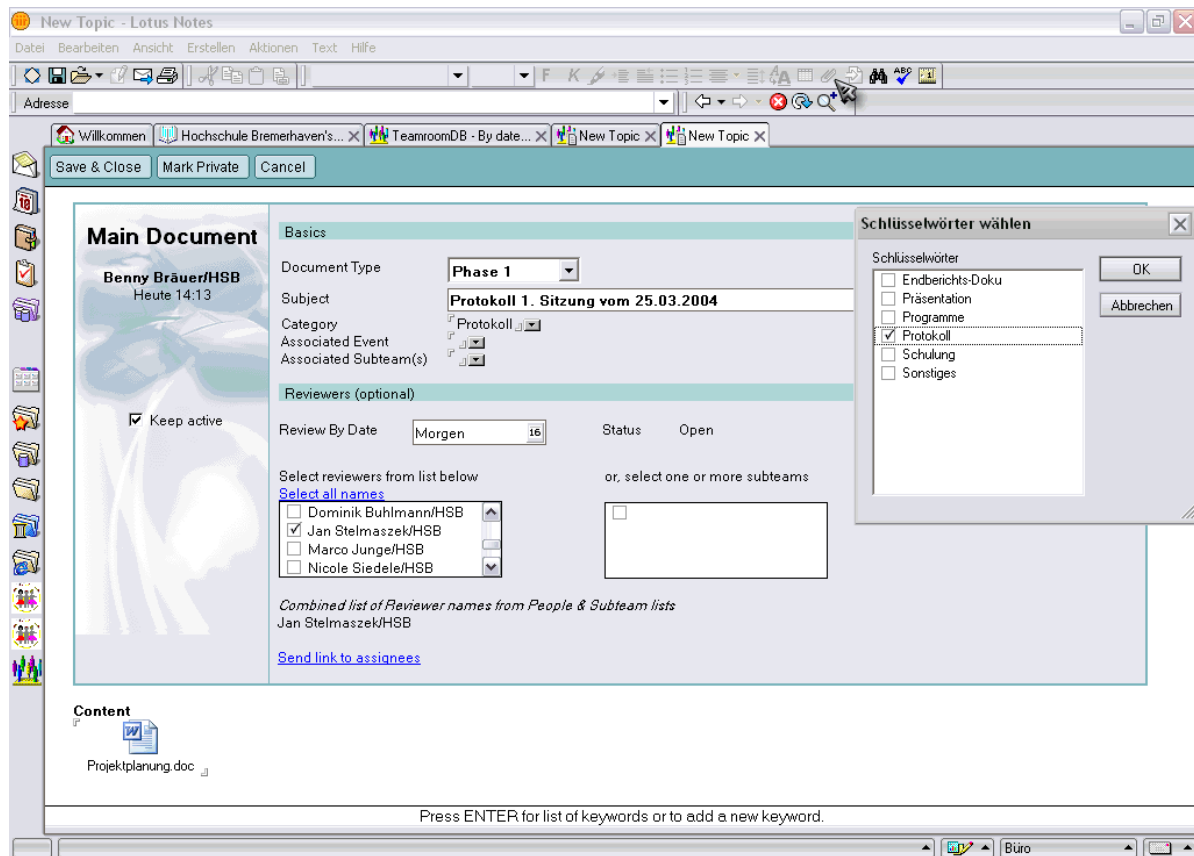 New Topic - Lotus Notes
Datei Bearbeiten Ansicht Erstellen Aktionen Text Hilfe
F K
ABC
Adresse
Willkommen Hochschule Bremerhaven's... TeamroomDB - By date... New Topic New Topic
Save & Close Mark Private Cancel
18
Main Document
Benny Bräuer/HSB
Heute 14:13
Keep active
Basics
Document Type Phase 1
Subject Protokoll 1. Sitzung vom 25.03.2004
Category Protokoll
Associated Event
Associated Subteam(s)
Reviewers (optional)
Review By Date Morgen 16 Status Open
Select reviewers from list below or, select one or more subteams
Select all names
Dominik Buhlmann/HSB
Jan Stelmaszek/HSB
Marco Junge/HSB
Nicole Siedele/HSB
Combined list of Reviewer names from People & Subteam lists
Jan Stelmaszek/HSB
Send link to assignees
Schlüsselwörter wählen
Schlüsselwörter
Endberichts-Doku
Präsentation
Programme
Protokoll
Schulung
Sonstiges
OK
Abbrechen
Content
Projektplanung.doc
Press ENTER for list of keywords or to add a new keyword.
Büro